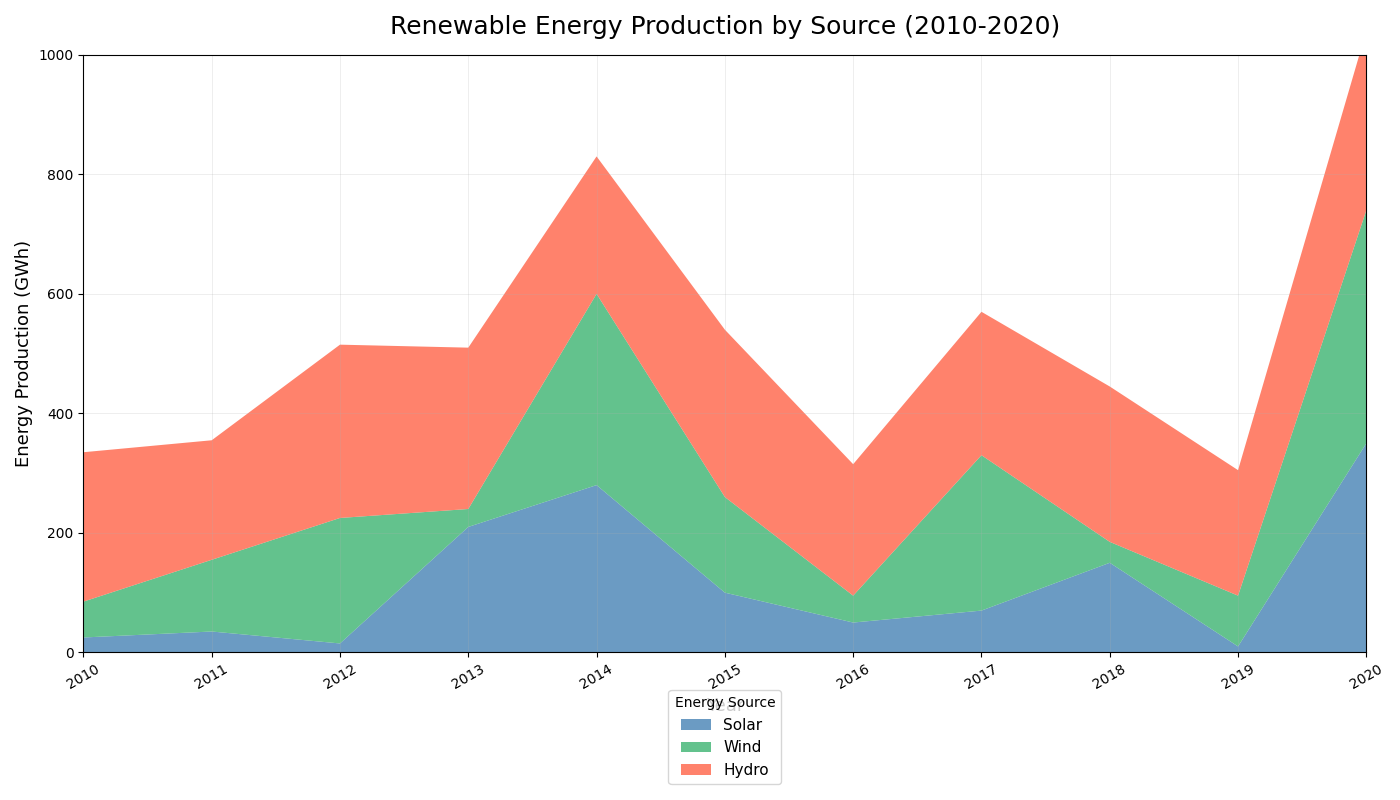 Renewable Energy Production by Source (2010-2020)
Energy Production (GWh)
1000
800
600
400
200
0
2010 2011 2012 2013 2014 2015 2016 2017 2018 2019 2020
Year
Energy Source
Solar
Wind
Hydro